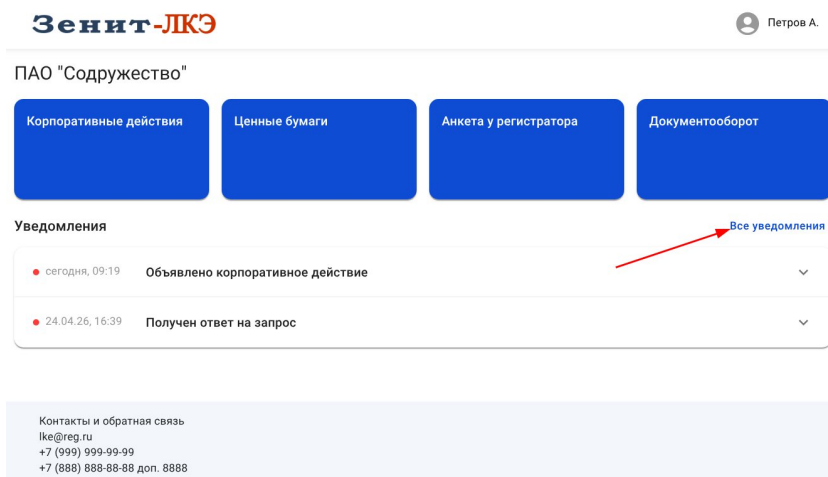 Зенит-ЛКЭ
Петров А.
ПАО "Содружество"
Корпоративные действия
Ценные бумаги
Анкета у регистратора
Документооборот
Уведомления
Все уведомления
сегодня, 09:19 Объявлено корпоративное действие
24.04.26, 16:39 Получен ответ на запрос
Контакты и обратная связь
lke@reg.ru
+7 (999) 999-99-99
+7 (888) 888-88-88 доп. 8888